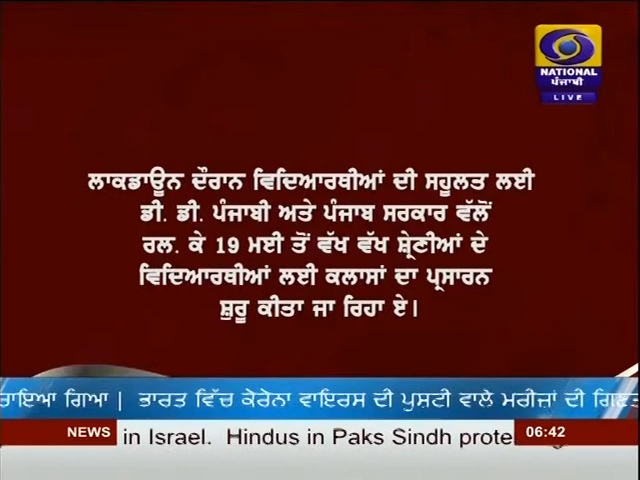 NATIONAL
ਪੰਜਾਬੀ
LIVE
ਲਾਕਡਾਊਨ ਦੌਰਾਨ ਵਿਦਿਆਰਥੀਆਂ ਦੀ ਸਹੂਲਤ ਲਈ
ਡੀ. ਡੀ. ਪੰਜਾਬੀ ਅਤੇ ਪੰਜਾਬ ਸਰਕਾਰ ਵੱਲੋਂ
ਰਲ. ਕੇ 19 ਮਈ ਤੋਂ ਵੱਖ ਵੱਖ ਸ਼੍ਰੇਣੀਆਂ ਦੇ
ਵਿਦਿਆਰਥੀਆਂ ਲਈ ਕਲਾਸਾਂ ਦਾ ਪ੍ਰਸਾਰਨ
ਸ਼ੁਰੂ ਕੀਤਾ ਜਾ ਰਿਹਾ ਏ।
ਗਿਆ | ਭਾਰਤ ਵਿੱਚ ਕੋਰੋਨਾ ਵਾਇਰਸ ਦੀ ਪੁਸ਼ਟੀ ਵਾਲੇ ਮਰੀਜ਼ਾਂ ਦੀ
NEWS in Israel. Hindus in Paks Sindh prote 06:42